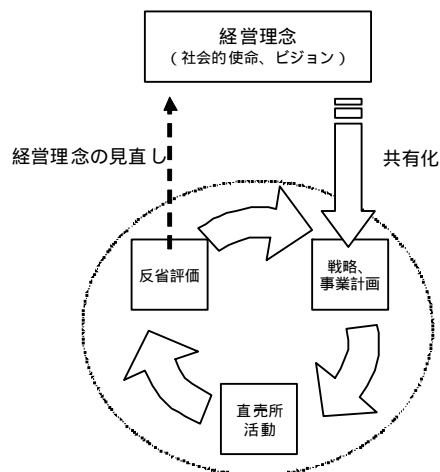 経営理念
（社会的使命、ビジョン）
経営理念の見直し
共有化
反省評価
戦略、
事業計画
直売所
活動